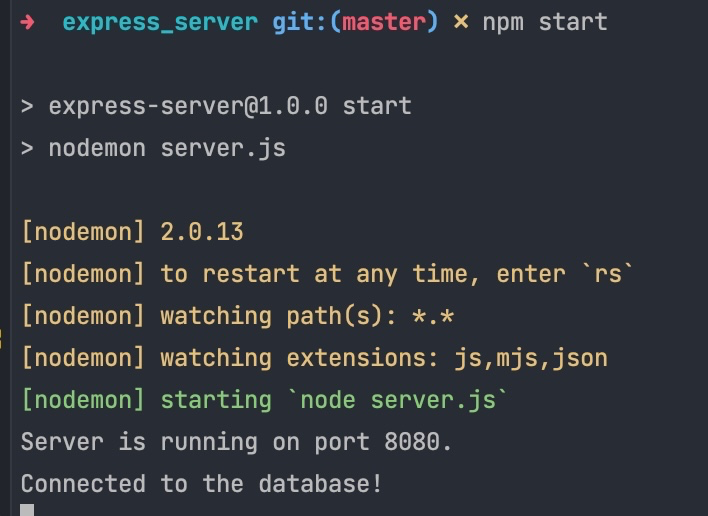 ➜ express_server git:(master) ✗ npm start
> express-server@1.0.0 start
> nodemon server.js
[nodemon] 2.0.13
[nodemon] to restart at any time, enter `rs`
[nodemon] watching path(s): *.*
[nodemon] watching extensions: js,mjs,json
[nodemon] starting `node server.js`
Server is running on port 8080.
Connected to the database!